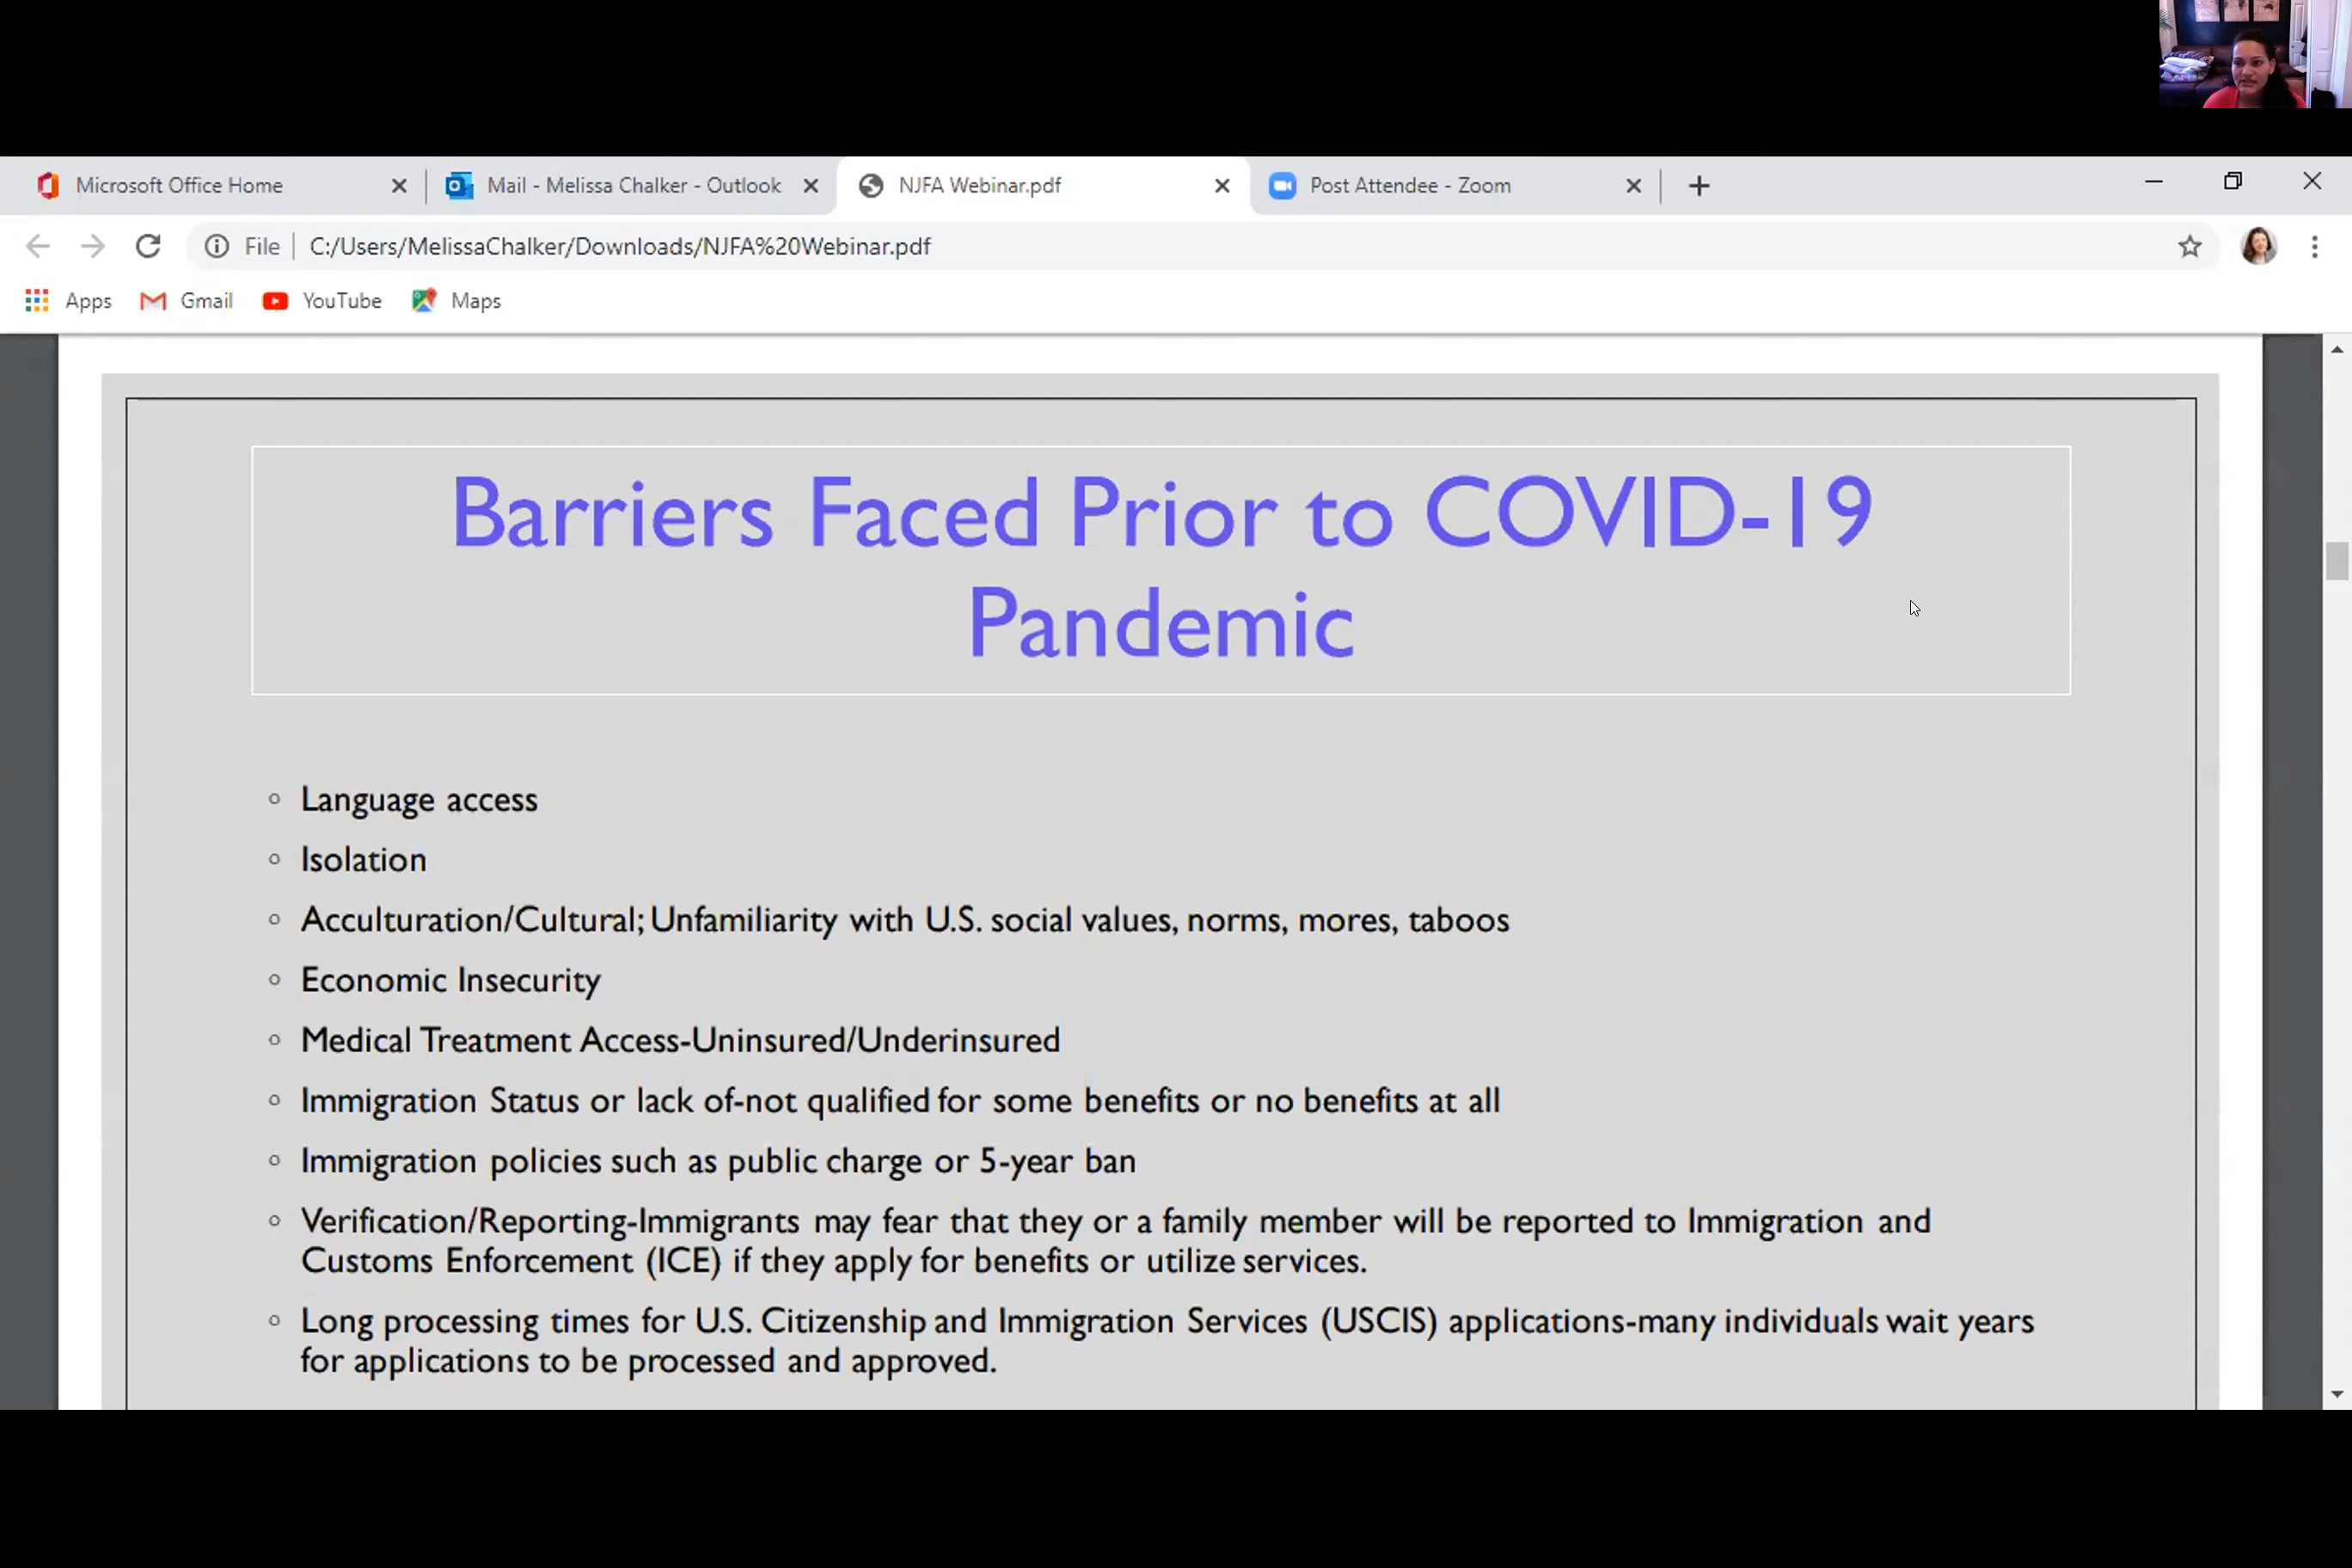 Microsoft Office Home
Mail - Melissa Chalker - Outlook
NJFA Webinar.pdf
Post Attendee - Zoom
File
C:/Users/MelissaChalker/Downloads/NJFA%20Webinar.pdf
Apps
Gmail
YouTube
Maps
Barriers Faced Prior to COVID-19
Pandemic
Language access
Isolation
Acculturation/Cultural; Unfamiliarity with U.S. social values, norms, mores, taboos
Economic Insecurity
Medical Treatment Access-Uninsured/Underinsured
Immigration Status or lack of-not qualified for some benefits or no benefits at all
Immigration policies such as public charge or 5-year ban
Verification/Reporting-Immigrants may fear that they or a family member will be reported to Immigration and
Customs Enforcement (ICE) if they apply for benefits or utilize services.
Long processing times for U.S. Citizenship and Immigration Services (USCIS) applications-many individuals wait years
for applications to be processed and approved.